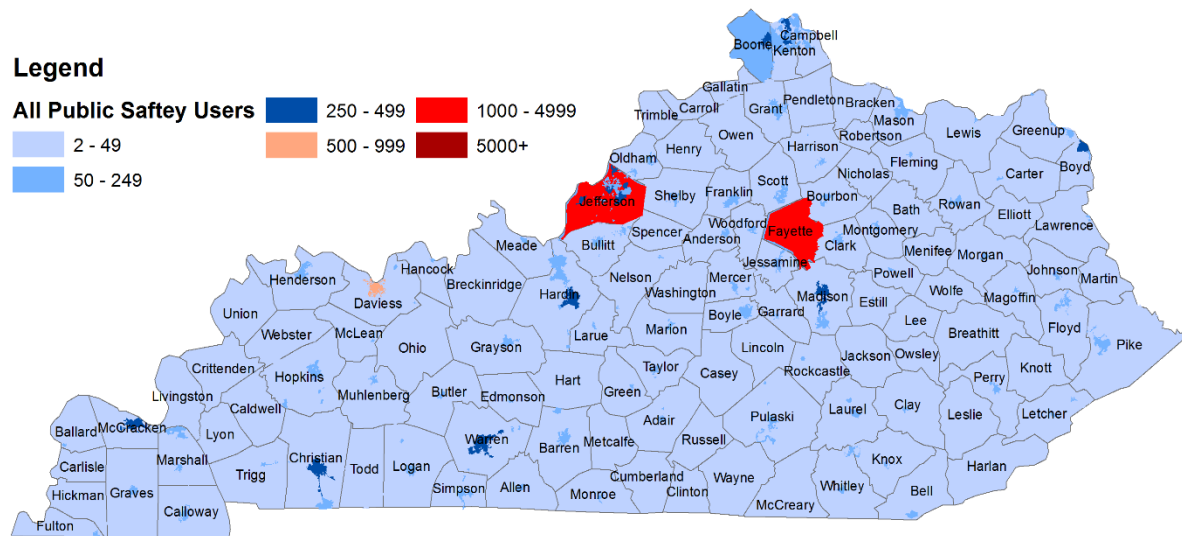 Legend
All Public Saftey Users
2 - 49
50 - 249
250 - 499
500 - 999
1000 - 4999
5000+
Boone
Campbell
Kenton
Gallatin
Grant
Pendleton
Bracken
Mason
Trimble
Carroll
Owen
Robertson
Lewis
Greenup
Harrison
Fleming
Boyd
Oldham
Henry
Nicholas
Carter
Scott
Jefferson
Shelby
Franklin
Bourbon
Rowan
Bath
Elliott
Lawrence
Woodford
Fayette
Montgomery
Spencer
Anderson
Clark
Meade
Bullitt
Menifee
Morgan
Jessamine
Hancock
Henderson
Breckinridge
Nelson
Mercer
Powell
Johnson
Martin
Hardin
Washington
Madison
Estill
Wolfe
Magoffin
Daviess
Union
Boyle
Garrard
Floyd
Webster
McLean
Ohio
Larue
Marion
Lee
Breathitt
Pike
Grayson
Lincoln
Jackson
Owsley
Crittenden
Hopkins
Hart
Taylor
Casey
Rockcastle
Knott
Perry
Livingston
Muhlenberg
Butler
Edmonson
Green
Caldwell
Laurel
Clay
Leslie
Letcher
Adair
Pulaski
Ballard
McCracken
Lyon
Warren
Barren
Metcalfe
Russell
Carlisle
Marshall
Christian
Todd
Logan
Knox
Harlan
Trigg
Cumberland
Wayne
Hickman
Graves
Simpson
Allen
Monroe
Clinton
Whitley
Bell
Calloway
McCreary
Fulton